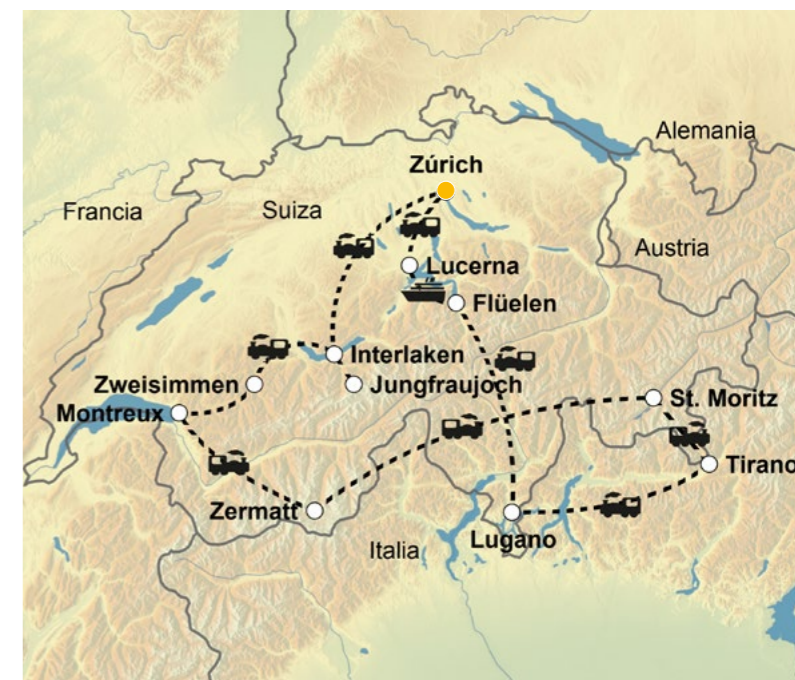 Alemania
Zúrich
Francia
Suiza
Austria
Lucerna
Flüelen
Interlaken
Zweisimmen
Jungfraujoch
Montreux
St. Moritz
Tirano
Zermatt
Lugano
Italia